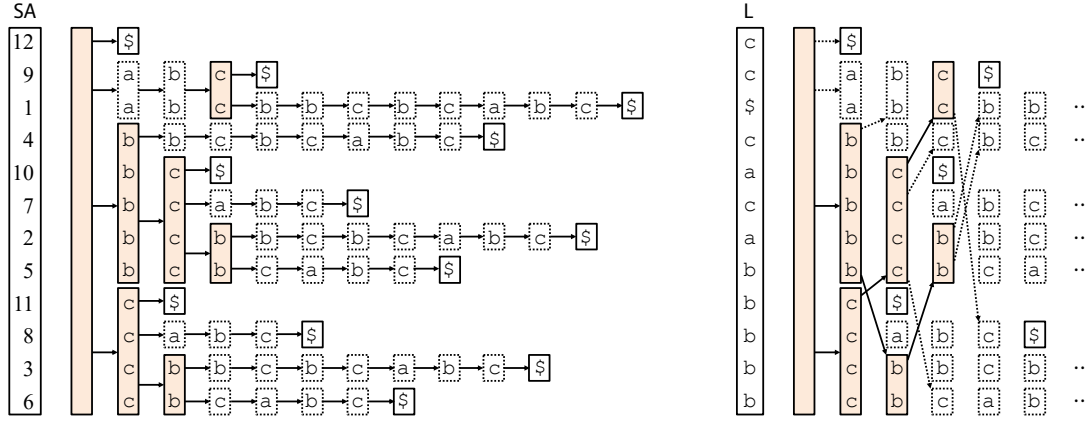 SA L
12 $ c $
9 a b c $ c a b c $
1 a b c b b c b c a b c $ $ a b c b b ··
4 b b c b c a b c $ c b b c b c ··
10 b c $ a b c $
7 b c a b c $ c b c a b c ··
2 b c b b c b c a b c $ a b c b b c ··
5 b c b c a b c $ b b c b c a ··
11 c $ b c $
8 c a b c $ b c a b c $
3 c b b c b c a b c $ b c b b c b ··
6 c b c a b c $ b c b c a b ··